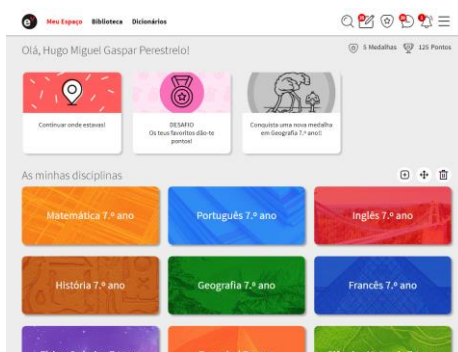 Meu Espaço Biblioteca Dicionários
Olá, Hugo Miguel Gaspar Perestrelo!
5 Medalhas 125 Pontos
Continuar onde estavas!
DESAFIO
Os teus favoritos dão-te
pontos!
Conquista uma nova medalha
em Geografia 7.º ano!!
As minhas disciplinas
Matemática 7.º ano
Português 7.º ano
Inglês 7.º ano
História 7.º ano
Geografia 7.º ano
Francês 7.º ano